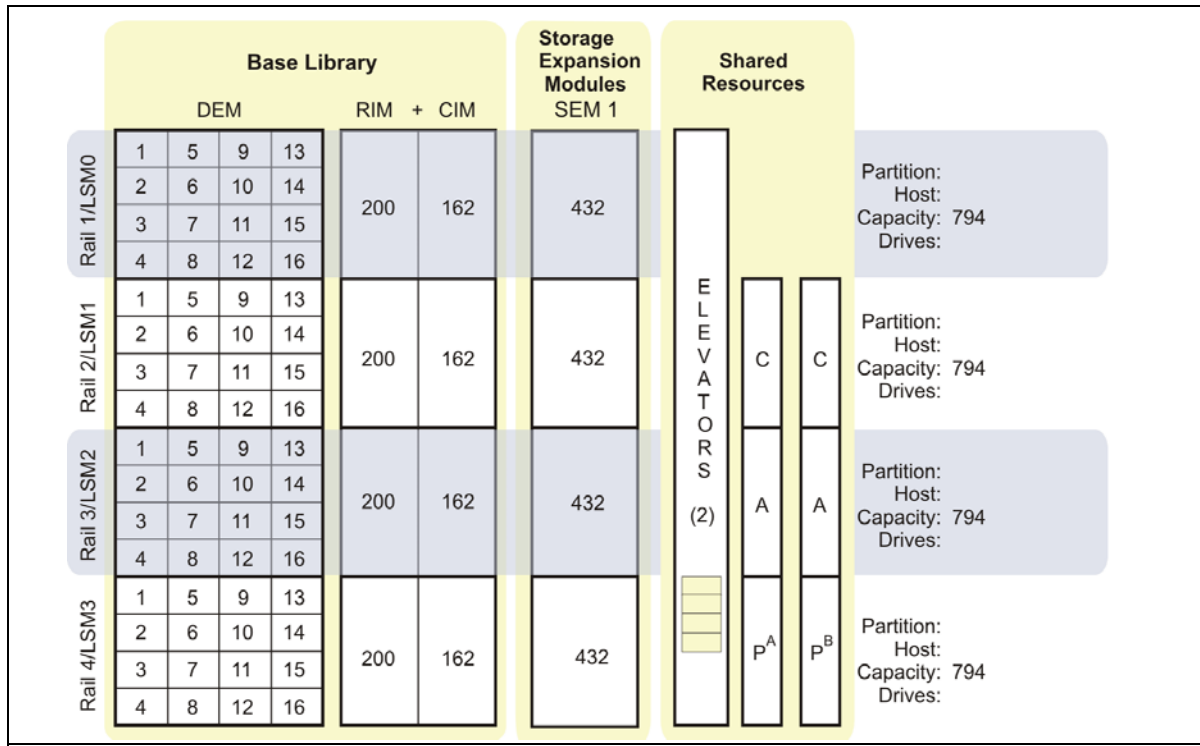 Base Library
Storage
Expansion
Modules
Shared
Resources
DEM
RIM + CIM
SEM 1
Rail 1/LSM0
1 5 9 13
2 6 10 14
3 7 11 15
4 8 12 16
200 162 432
Partition:
Host:
Capacity: 794
Drives:
Rail 2/LSM1
1 5 9 13
2 6 10 14
3 7 11 15
4 8 12 16
200 162 432
ELEVATORS
(2)
C C
Partition:
Host:
Capacity: 794
Drives:
Rail 3/LSM2
1 5 9 13
2 6 10 14
3 7 11 15
4 8 12 16
200 162 432
A A
Partition:
Host:
Capacity: 794
Drives:
Rail 4/LSM3
1 5 9 13
2 6 10 14
3 7 11 15
4 8 12 16
200 162 432
P^A P^B
Partition:
Host:
Capacity: 794
Drives: